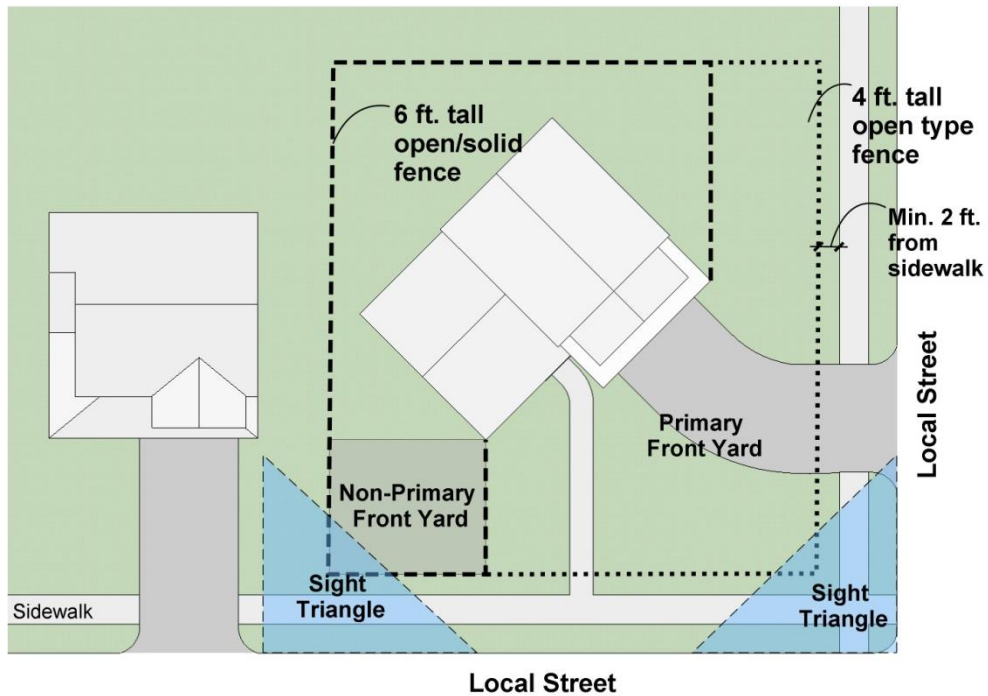 6 ft. tall
open/solid
fence
4 ft. tall
open type
fence
Min. 2 ft.
from
sidewalk
Local Street
Primary
Front Yard
Non-Primary
Front Yard
Sight
Triangle
Sight
Triangle
Sidewalk
Local Street